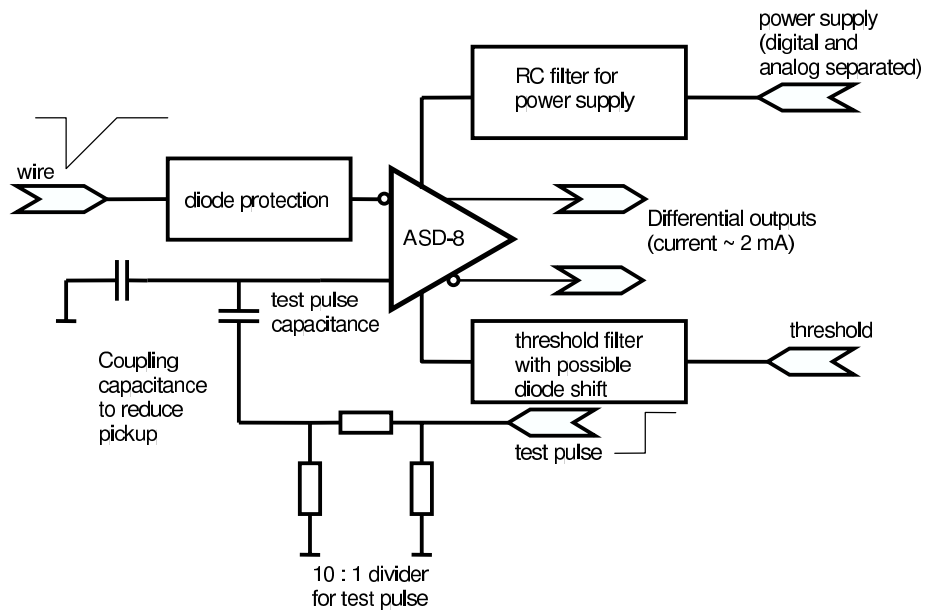 power supply
(digital and
analog separated)
RC filter for
power supply
wire
diode protection
ASD-8
Differential outputs
(current ~ 2 mA)
test pulse
capacitance
threshold filter
with possible
diode shift
threshold
Coupling
capacitance
to reduce
pickup
test pulse
10 : 1 divider
for test pulse